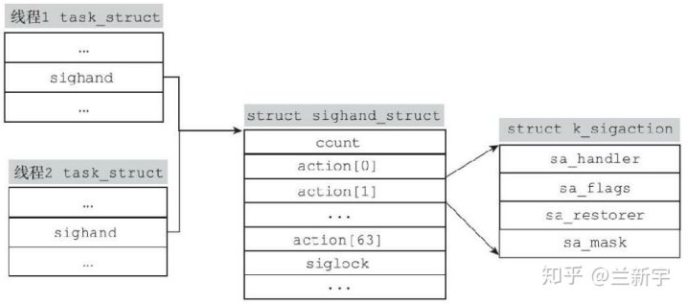 线程1 task_struct
...
sighand
...
线程2 task_struct
...
sighand
...
struct sighand_struct
count
action[0]
action[1]
...
action[63]
siglock
...
struct k_sigaction
sa_handler
sa_flags
sa_restorer
sa_mask
知乎 @兰新宇